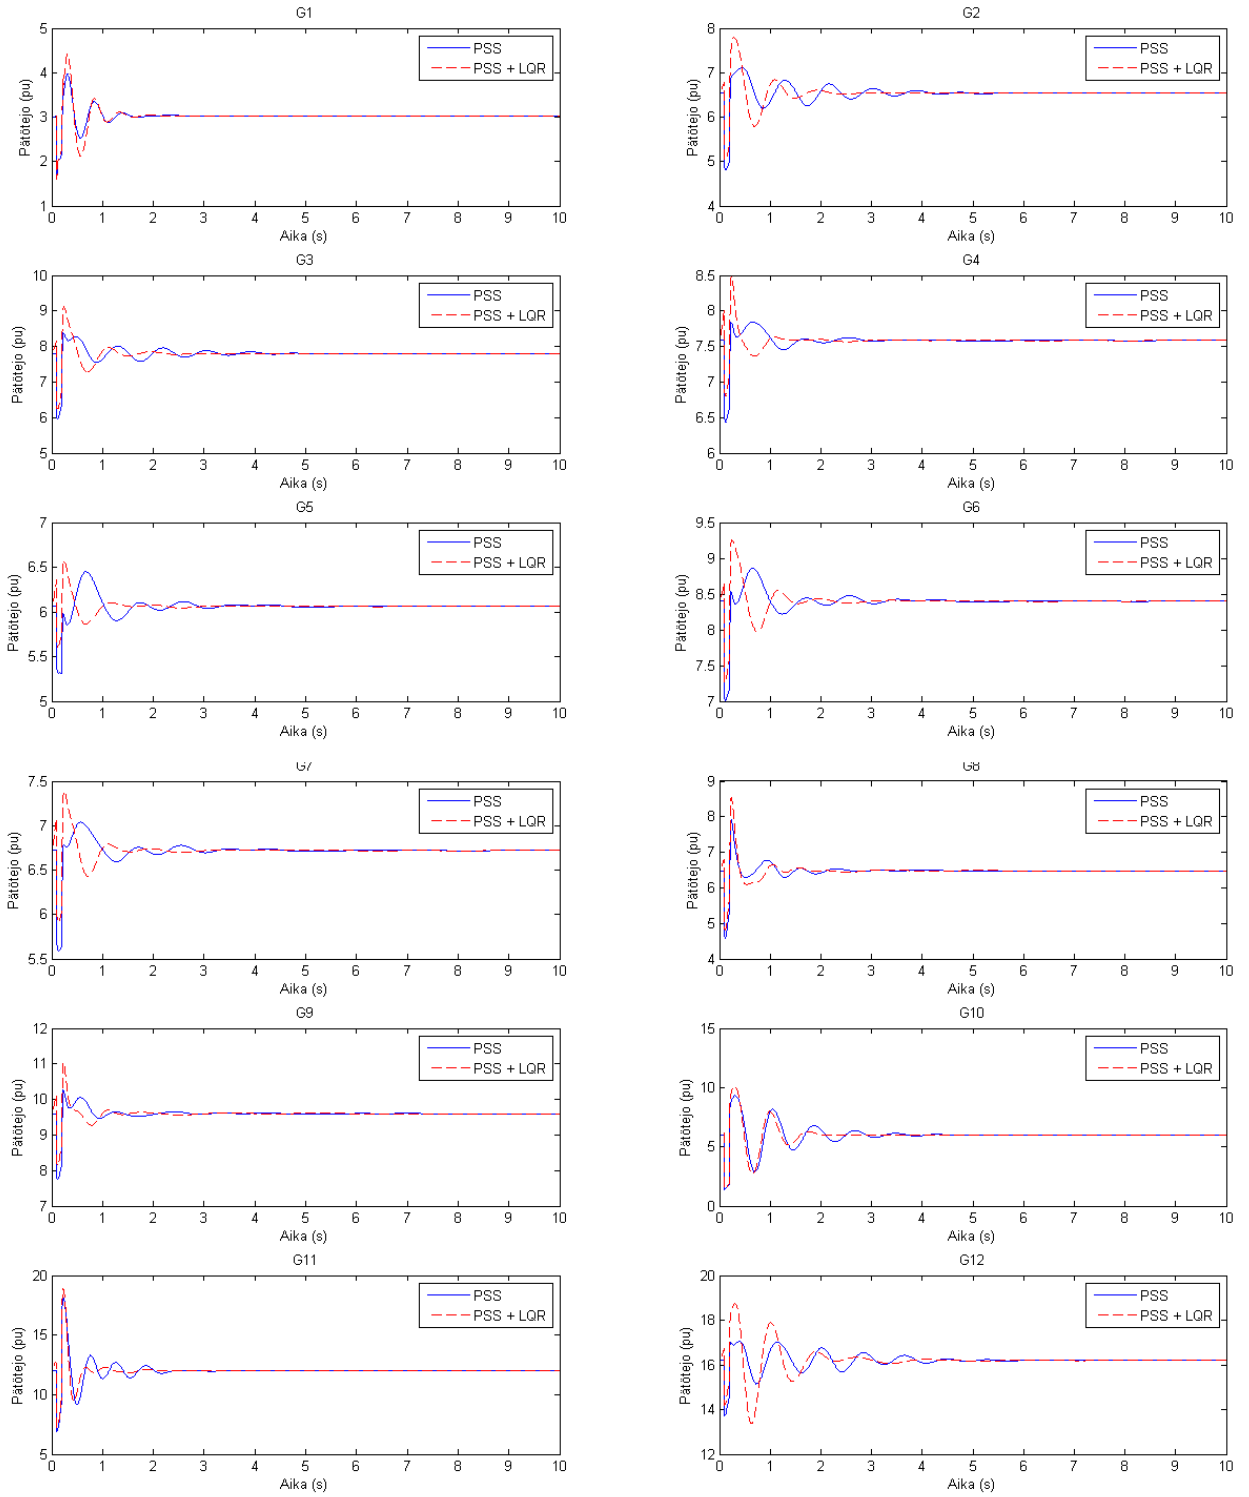 G1
PSS
PSS + LQR
5
4
3
2
1
Pätötejo (pu)
0 1 2 3 4 5 6 7 8 9 10
Aika (s)
G2
PSS
PSS + LQR
8
7
6
5
4
Pätötejo (pu)
0 1 2 3 4 5 6 7 8 9 10
Aika (s)
G3
PSS
PSS + LQR
10
9
8
7
6
5
Pätötejo (pu)
0 1 2 3 4 5 6 7 8 9 10
Aika (s)
G4
PSS
PSS + LQR
8.5
8
7.5
7
6.5
6
Pätötejo (pu)
0 1 2 3 4 5 6 7 8 9 10
Aika (s)
G5
PSS
PSS + LQR
7
6.5
6
5.5
5
Pätötejo (pu)
0 1 2 3 4 5 6 7 8 9 10
Aika (s)
G6
PSS
PSS + LQR
9.5
9
8.5
8
7.5
7
Pätötejo (pu)
0 1 2 3 4 5 6 7 8 9 10
Aika (s)
G7
PSS
PSS + LQR
7.5
7
6.5
6
5.5
Pätötejo (pu)
0 1 2 3 4 5 6 7 8 9 10
Aika (s)
G8
PSS
PSS + LQR
9
8
7
6
5
4
Pätötejo (pu)
0 1 2 3 4 5 6 7 8 9 10
Aika (s)
G9
PSS
PSS + LQR
12
11
10
9
8
7
Pätötejo (pu)
0 1 2 3 4 5 6 7 8 9 10
Aika (s)
G10
PSS
PSS + LQR
15
10
5
0
Pätötejo (pu)
0 1 2 3 4 5 6 7 8 9 10
Aika (s)
G11
PSS
PSS + LQR
20
15
10
5
Pätötejo (pu)
0 1 2 3 4 5 6 7 8 9 10
Aika (s)
G12
PSS
PSS + LQR
20
18
16
14
12
Pätötejo (pu)
0 1 2 3 4 5 6 7 8 9 10
Aika (s)